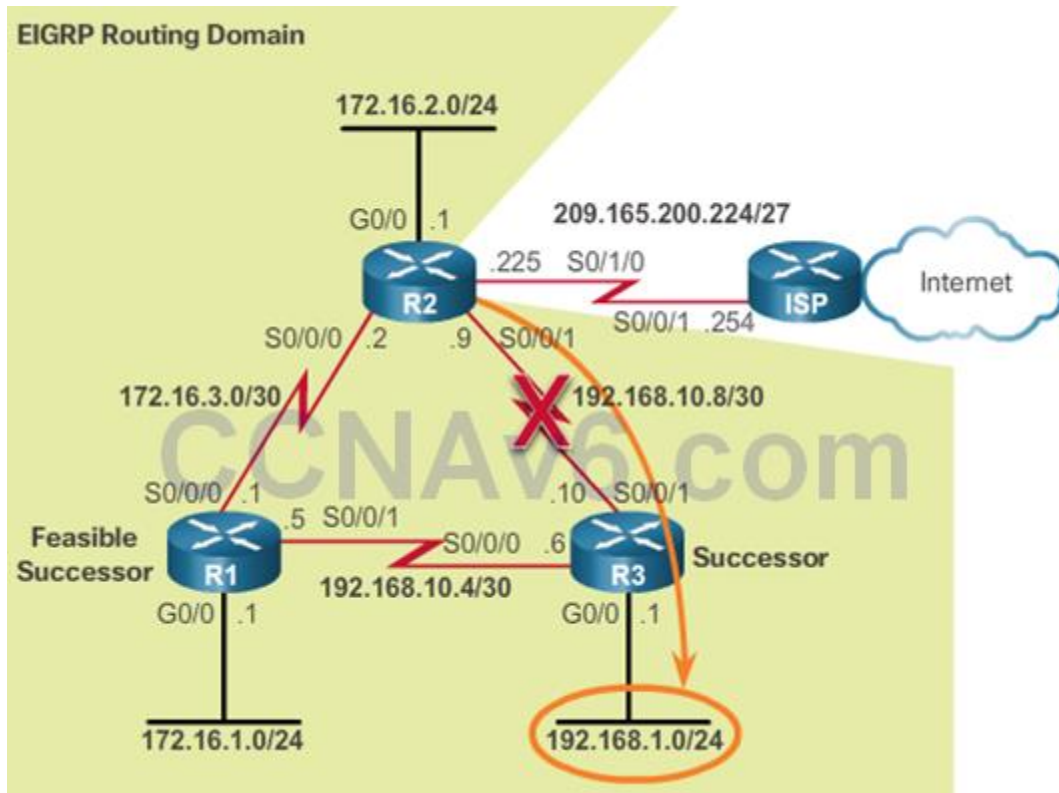 EIGRP Routing Domain
172.16.2.0/24
G0/0 .1
209.165.200.224/27
.225 S0/1/0
Internet
R2
ISP
S0/0/0 .2 .9 S0/0/1
S0/0/1 .254
172.16.3.0/30
X
192.168.10.8/30
CCNAv6.com
S0/0/0 .1
.10 S0/0/1
.5 S0/0/1
Feasible
Successor
S0/0/0 .6
Successor
R1
R3
192.168.10.4/30
G0/0 .1
G0/0 .1
172.16.1.0/24
192.168.1.0/24